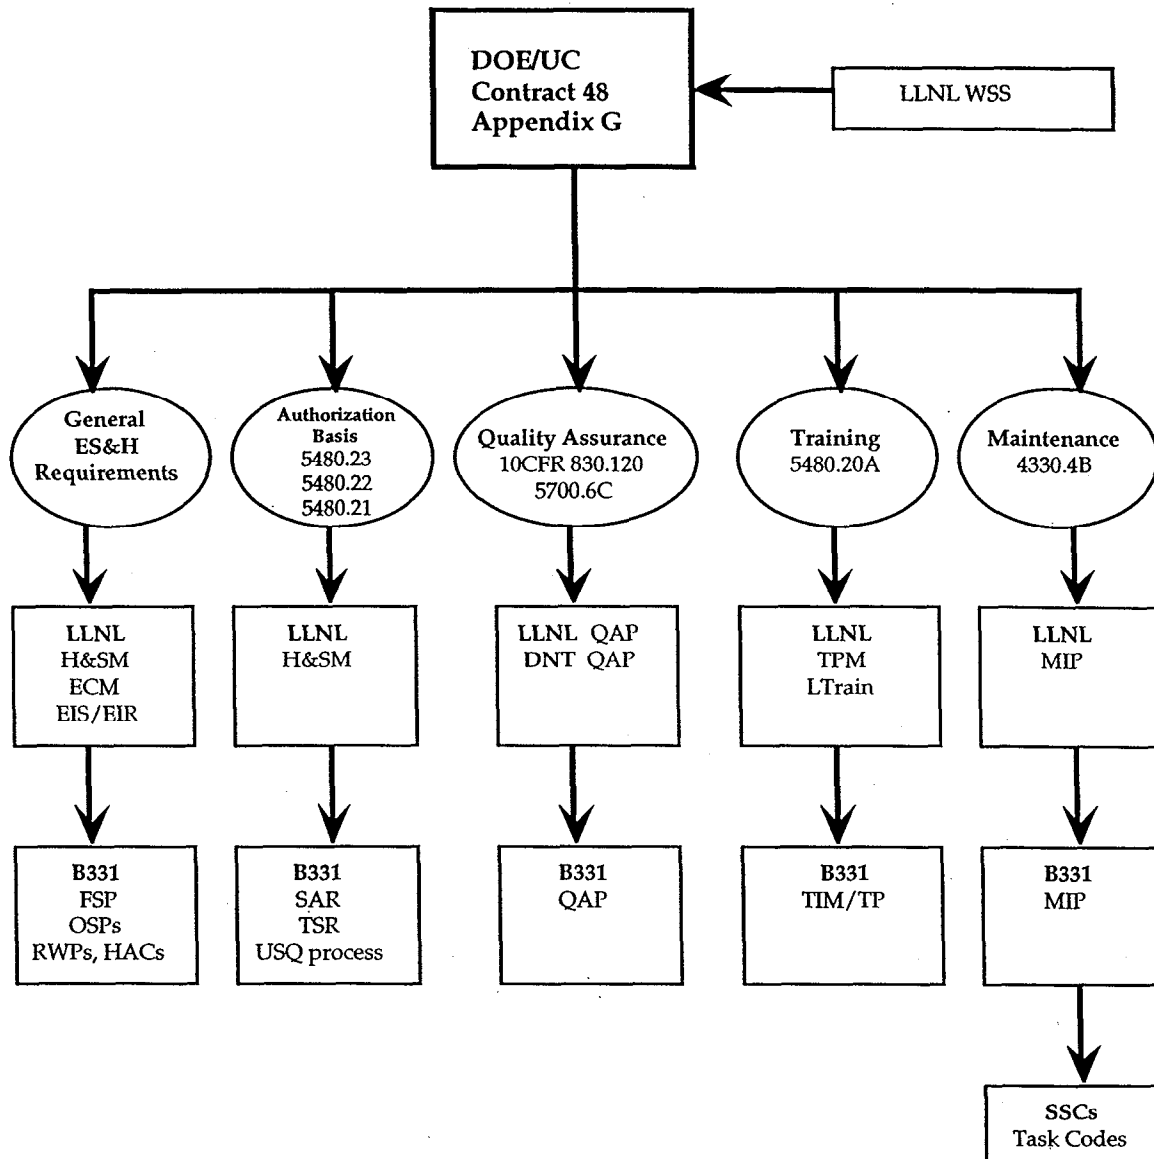 DOE/UC
Contract 48
Appendix G
LLNL WSS
General
ES&H
Requirements
Authorization
Basis
5480.23
5480.22
5480.21
Quality Assurance
10CFR 830.120
5700.6C
Training
5480.20A
Maintenance
4330.4B
LLNL
H&SM
ECM
EIS/EIR
LLNL
H&SM
LLNL QAP
DNT QAP
LLNL
TPM
LTrain
LLNL
MIP
B331
FSP
OSPs
RWPs, HACs
B331
SAR
TSR
USQ process
B331
QAP
B331
TIM/TP
B331
MIP
SSCs
Task Codes